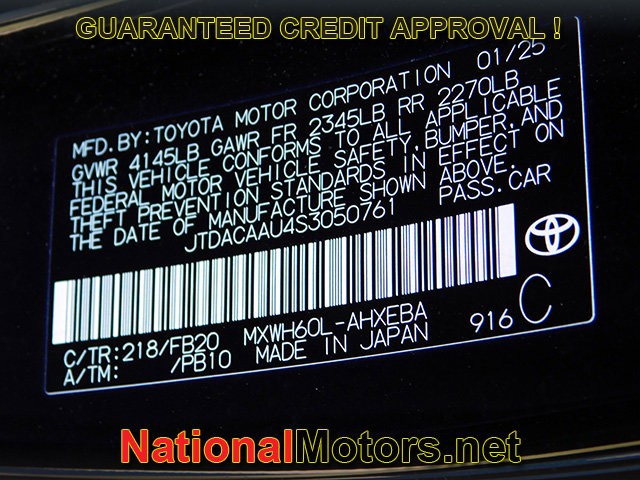 GUARANTEED CREDIT APPROVAL !
MFD.BY:TOYOTA MOTOR CORPORATION 01/25
GVWR 4145LB GAWR FR 2345LB RR 2270LB
THIS VEHICLE CONFORMS TO ALL APPLICABLE
FEDERAL MOTOR VEHICLE SAFETY,BUMPER,AND
THEFT PREVENTION STANDARDS IN EFFECT ON
THE DATE OF MANUFACTURE SHOWN ABOVE.
JTDACAAU4S3050761 PASS.CAR
C/TR:218/FB20 MXWH60L-AHXEBA 916 C
A/TM: /PB10 MADE IN JAPAN
NationalMotors.net